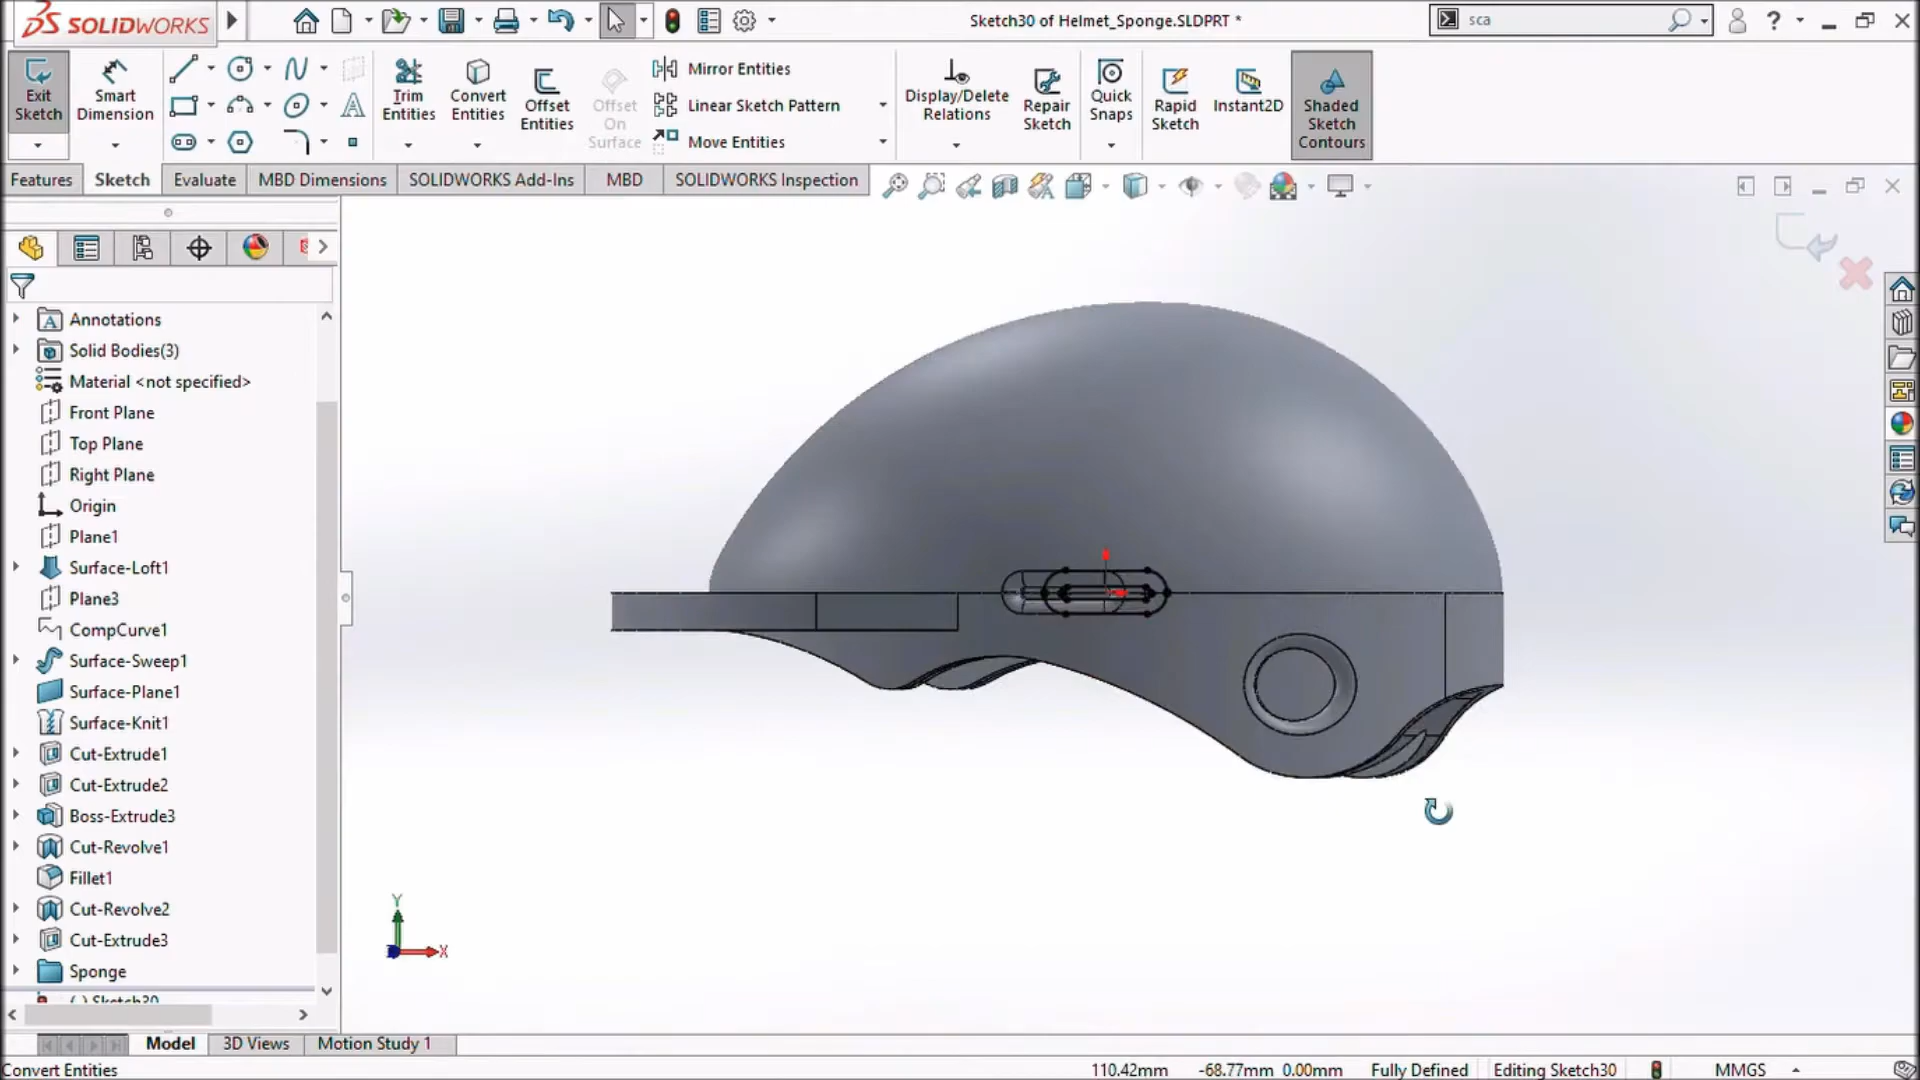 SOLIDWORKS
Sketch30 of Helmet_Sponge.SLDPRT *
sca
Exit Sketch
Smart Dimension
Trim Entities
Convert Entities
Offset Entities
Offset On Surface
Mirror Entities
Linear Sketch Pattern
Move Entities
Display/Delete Relations
Repair Sketch
Quick Snaps
Rapid Sketch
Instant2D
Shaded Sketch Contours
Features
Sketch
Evaluate
MBD Dimensions
SOLIDWORKS Add-Ins
MBD
SOLIDWORKS Inspection
Annotations
Solid Bodies(3)
Material <not specified>
Front Plane
Top Plane
Right Plane
Origin
Plane1
Surface-Loft1
Plane3
CompCurve1
Surface-Sweep1
Surface-Plane1
Surface-Knit1
Cut-Extrude1
Cut-Extrude2
Boss-Extrude3
Cut-Revolve1
Fillet1
Cut-Revolve2
Cut-Extrude3
Sponge
(-) Sketch30
Y
X
Model
3D Views
Motion Study 1
Convert Entities
110.42mm
-68.77mm
0.00mm
Fully Defined
Editing Sketch30
MMGS